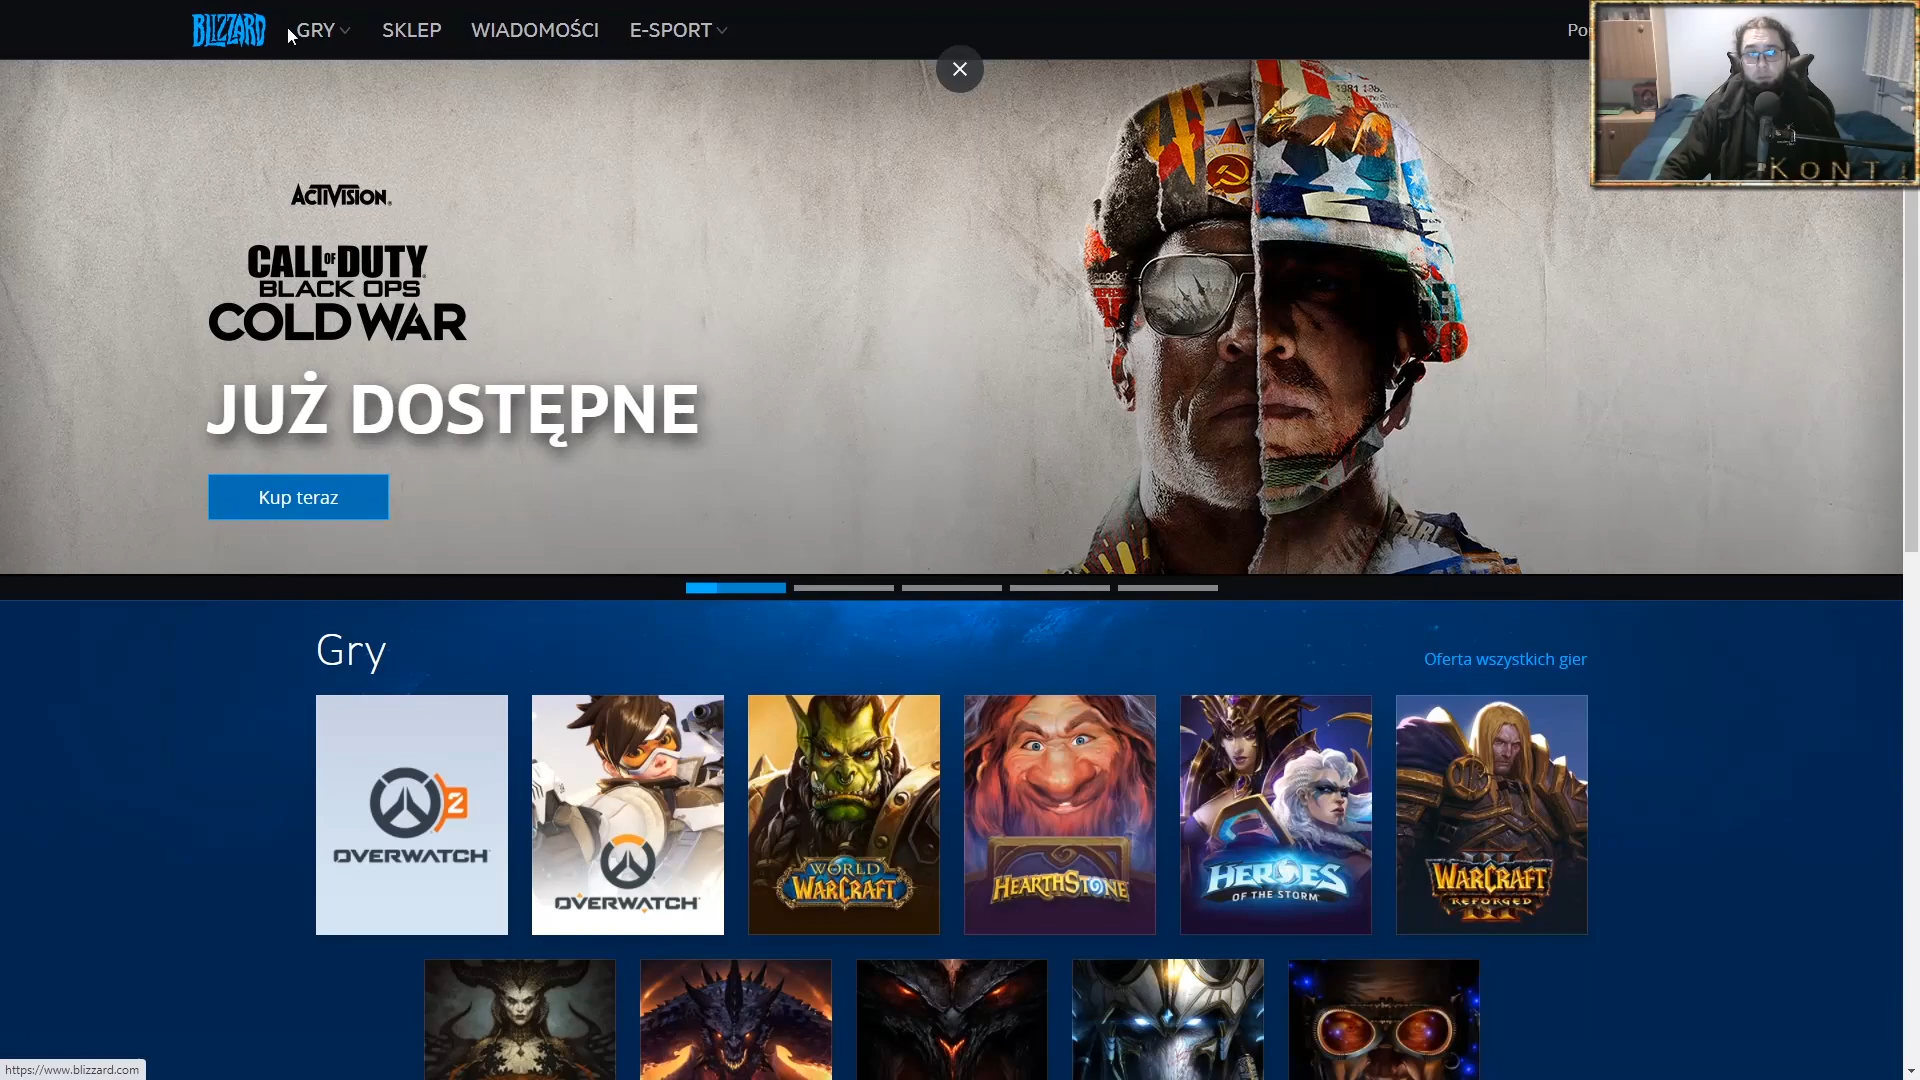 BLIZZARD
GRY
SKLEP
WIADOMOŚCI
E-SPORT
ACTIVISION
CALL OF DUTY
BLACK OPS
COLD WAR
JUŻ DOSTĘPNE
Kup teraz
KONT
Gry
Oferta wszystkich gier
2
OVERWATCH
OVERWATCH
WORLD
OF
WARCRAFT
HEARTHSTONE
HEROES
OF THE STORM
WARCRAFT
III
REFORGED
https://www.blizzard.com